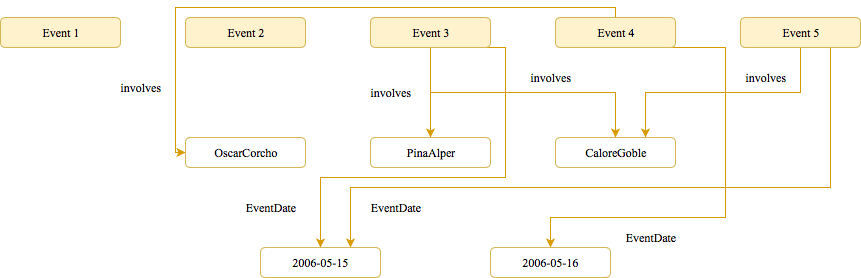 Event 1
Event 2
Event 3
Event 4
Event 5
involves
involves
involves
involves
OscarCorcho
PinaAlper
CaloreGoble
EventDate
EventDate
EventDate
2006-05-15
2006-05-16